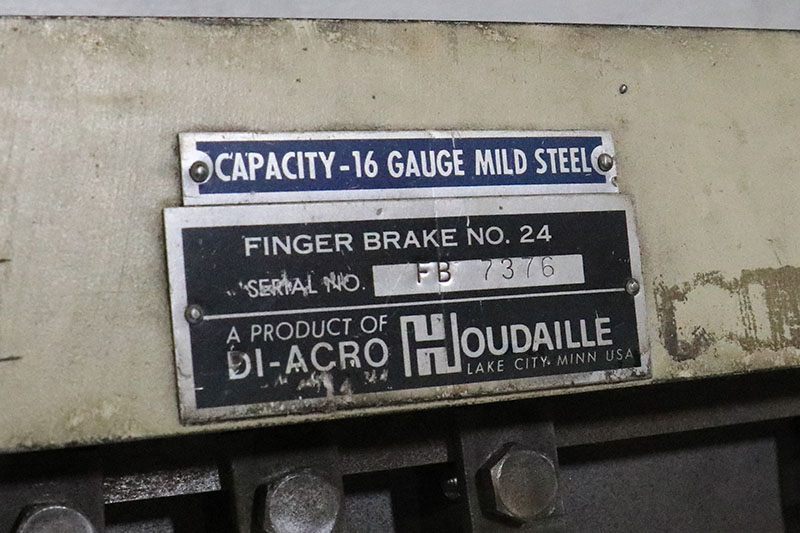 CAPACITY-16 GAUGE MILD STEEL
FINGER BRAKE NO. 24
SERIAL NO. FB 7376
A PRODUCT OF
DI-ACRO HOUDAILLE
LAKE CITY, MINN USA